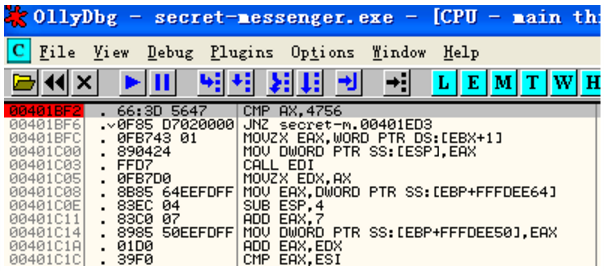 OllyDbg - secret-messenger.exe - [CPU - main th
C File View Debug Plugins Options Window Help
L E M T W H
00401BF2 . 66:3D 5647 CMP AX,4756
00401BF6 .v0F85 D7020000 JNZ secret-m.00401ED3
00401BFC . 0FB743 01 MOVZX EAX,WORD PTR DS:[EBX+1]
00401C00 . 890424 MOV DWORD PTR SS:[ESP],EAX
00401C03 . FFD7 CALL EDI
00401C05 . 0FB7D0 MOVZX EDX,AX
00401C08 . 8B85 64EEFDFF MOV EAX,DWORD PTR SS:[EBP+FFFDEE64]
00401C0E . 83EC 04 SUB ESP,4
00401C11 . 83C0 07 ADD EAX,7
00401C14 . 8985 50EEFDFF MOV DWORD PTR SS:[EBP+FFFDEE50],EAX
00401C1A . 01D0 ADD EAX,EDX
00401C1C . 39F0 CMP EAX,ESI